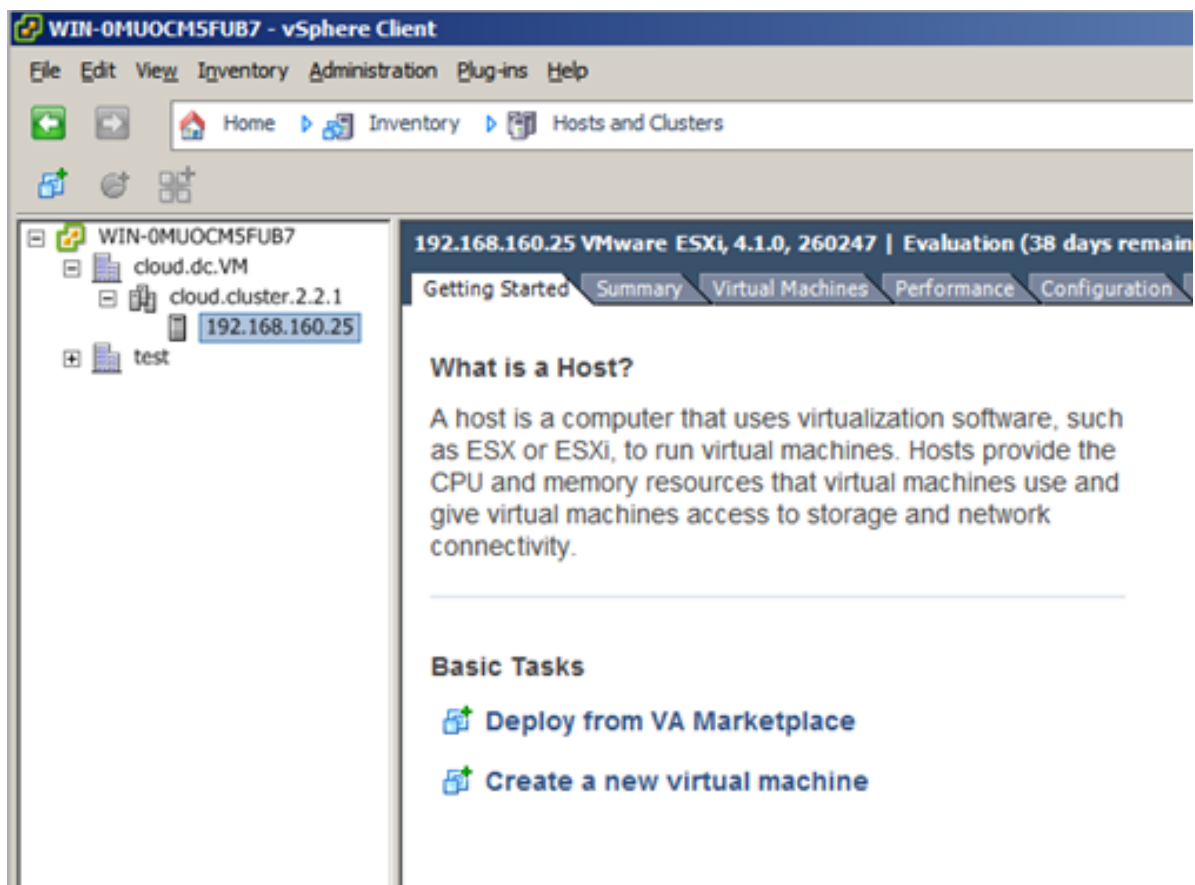 WIN-0MUOCM5FUB7 - vSphere Client
File Edit View Inventory Administration Plug-ins Help
Home Inventory Hosts and Clusters
WIN-0MUOCM5FUB7
cloud.dc.VM
cloud.cluster.2.2.1
192.168.160.25
test
192.168.160.25 VMware ESXi, 4.1.0, 260247 | Evaluation (38 days remain
Getting Started Summary Virtual Machines Performance Configuration
What is a Host?
A host is a computer that uses virtualization software, such
as ESX or ESXi, to run virtual machines. Hosts provide the
CPU and memory resources that virtual machines use and
give virtual machines access to storage and network
connectivity.
Basic Tasks
Deploy from VA Marketplace
Create a new virtual machine